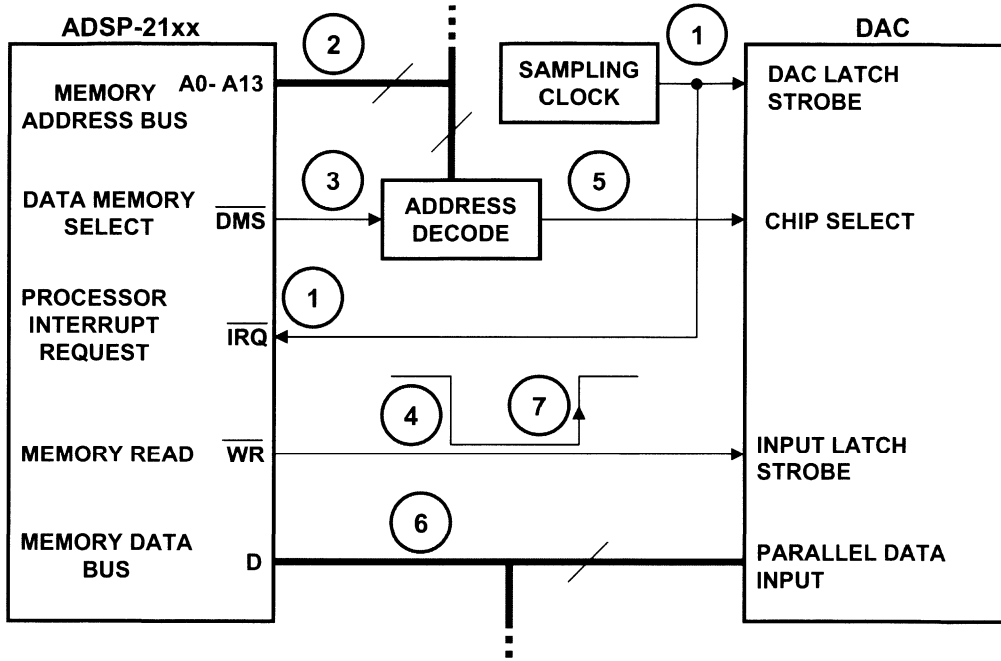 ADSP-21xx
DAC
2
1
SAMPLING
CLOCK
A0- A13
MEMORY
ADDRESS BUS
DAC LATCH
STROBE
3
5
DATA MEMORY
SELECT
DMS
ADDRESS
DECODE
CHIP SELECT
1
PROCESSOR
INTERRUPT
REQUEST
IRQ
4
7
MEMORY READ
WR
INPUT LATCH
STROBE
6
MEMORY DATA
BUS
D
PARALLEL DATA
INPUT